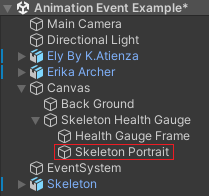 Animation Event Example*
Main Camera
Directional Light
Ely By K.Atienza
Erika Archer
Canvas
Back Ground
Skeleton Health Gauge
Health Gauge Frame
Skeleton Portrait
EventSystem
Skeleton